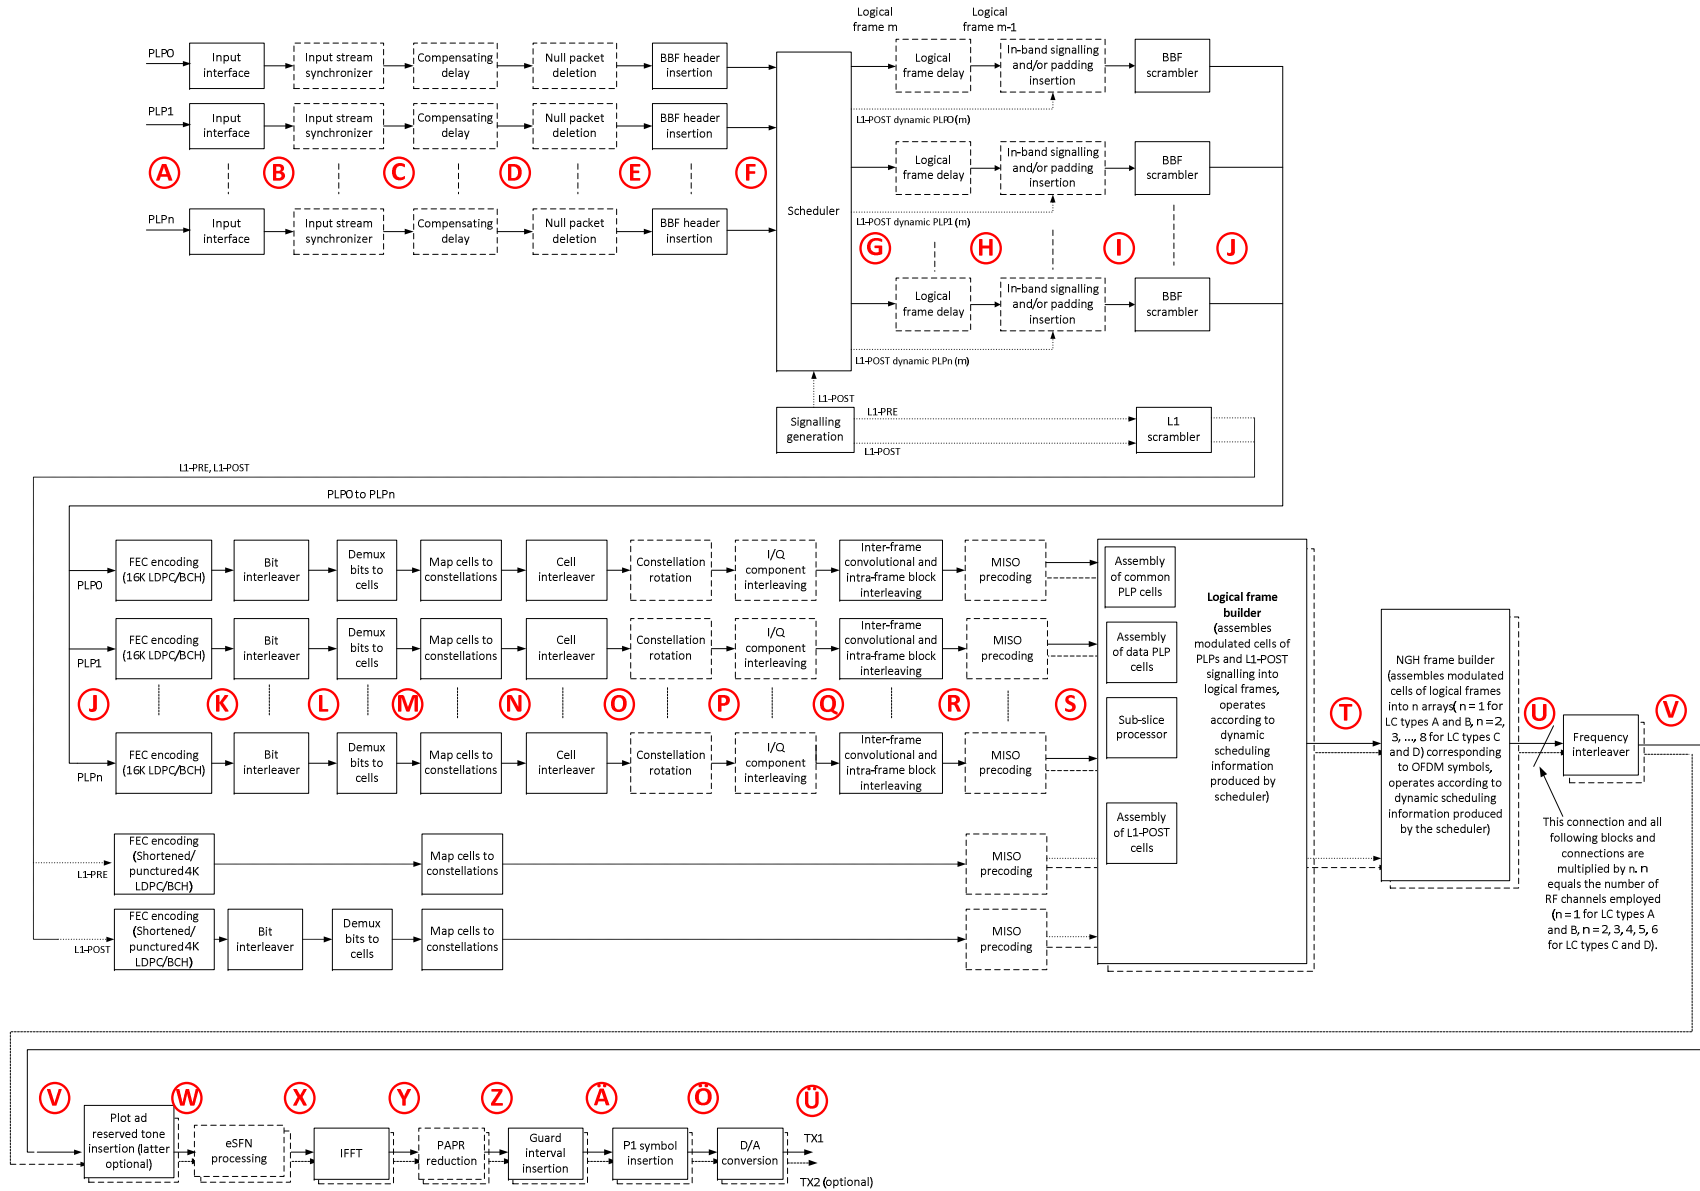 Logical
frame m
Logical
frame m-1
PLP0
Input
interface
Input stream
synchronizer
Compensating
delay
Null packet
deletion
BBF header
insertion
Logical
frame delay
In-band signalling
and/or padding
insertion
BBF
scrambler
L1-POST dynamic PLP0(m)
PLP1
Input
interface
Input stream
synchronizer
Compensating
delay
Null packet
deletion
BBF header
insertion
Logical
frame delay
In-band signalling
and/or padding
insertion
BBF
scrambler
A
B
C
D
E
F
Scheduler
L1-POST dynamic PLP1(m)
PLPn
Input
interface
Input stream
synchronizer
Compensating
delay
Null packet
deletion
BBF header
insertion
G
H
I
J
Logical
frame delay
In-band signalling
and/or padding
insertion
BBF
scrambler
L1-POST dynamic PLPn(m)
L1-POST
Signalling
generation
L1-PRE
L1-POST
L1
scrambler
L1-PRE, L1-POST
PLP0 to PLPn
PLP0
FEC encoding
(16K LDPC/BCH)
Bit
interleaver
Demux
bits to
cells
Map cells to
constellations
Cell
interleaver
Constellation
rotation
I/Q
component
interleaving
Inter-frame
convolutional and
intra-frame block
interleaving
MISO
precoding
PLP1
FEC encoding
(16K LDPC/BCH)
Bit
interleaver
Demux
bits to
cells
Map cells to
constellations
Cell
interleaver
Constellation
rotation
I/Q
component
interleaving
Inter-frame
convolutional and
intra-frame block
interleaving
MISO
precoding
J
K
L
M
N
O
P
Q
R
S
PLPn
FEC encoding
(16K LDPC/BCH)
Bit
interleaver
Demux
bits to
cells
Map cells to
constellations
Cell
interleaver
Constellation
rotation
I/Q
component
interleaving
Inter-frame
convolutional and
intra-frame block
interleaving
MISO
precoding
L1-PRE
FEC encoding
(Shortened/
punctured 4K
LDPC/BCH)
Map cells to
constellations
MISO
precoding
L1-POST
FEC encoding
(Shortened/
punctured 4K
LDPC/BCH)
Bit
interleaver
Demux
bits to
cells
Map cells to
constellations
MISO
precoding
Assembly
of common
PLP cells
Assembly
of data PLP
cells
Sub-slice
processor
Assembly
of L1-POST
cells
Logical frame
builder
(assembles
modulated cells of
PLPs and L1-POST
signalling into
logical frames,
operates
according to
dynamic
scheduling
information
produced by
scheduler)
T
NGH frame builder
(assembles modulated
cells of logical frames
into n arrays( n = 1 for
LC types A and B, n = 2,
3, ..., 8 for LC types C
and D) corresponding
to OFDM symbols,
operates according to
dynamic scheduling
information produced
by the scheduler)
U
Frequency
interleaver
V
This connection and all
following blocks and
connections are
multiplied by n. n
equals the number of
RF channels employed
(n = 1 for LC types A
and B, n = 2, 3, 4, 5, 6
for LC types C and D).
V
W
X
Y
Z
Ä
Ö
Ü
Plot ad
reserved tone
insertion (latter
optional)
eSFN
processing
IFFT
PAPR
reduction
Guard
interval
insertion
P1 symbol
insertion
D/A
conversion
TX1
TX2 (optional)